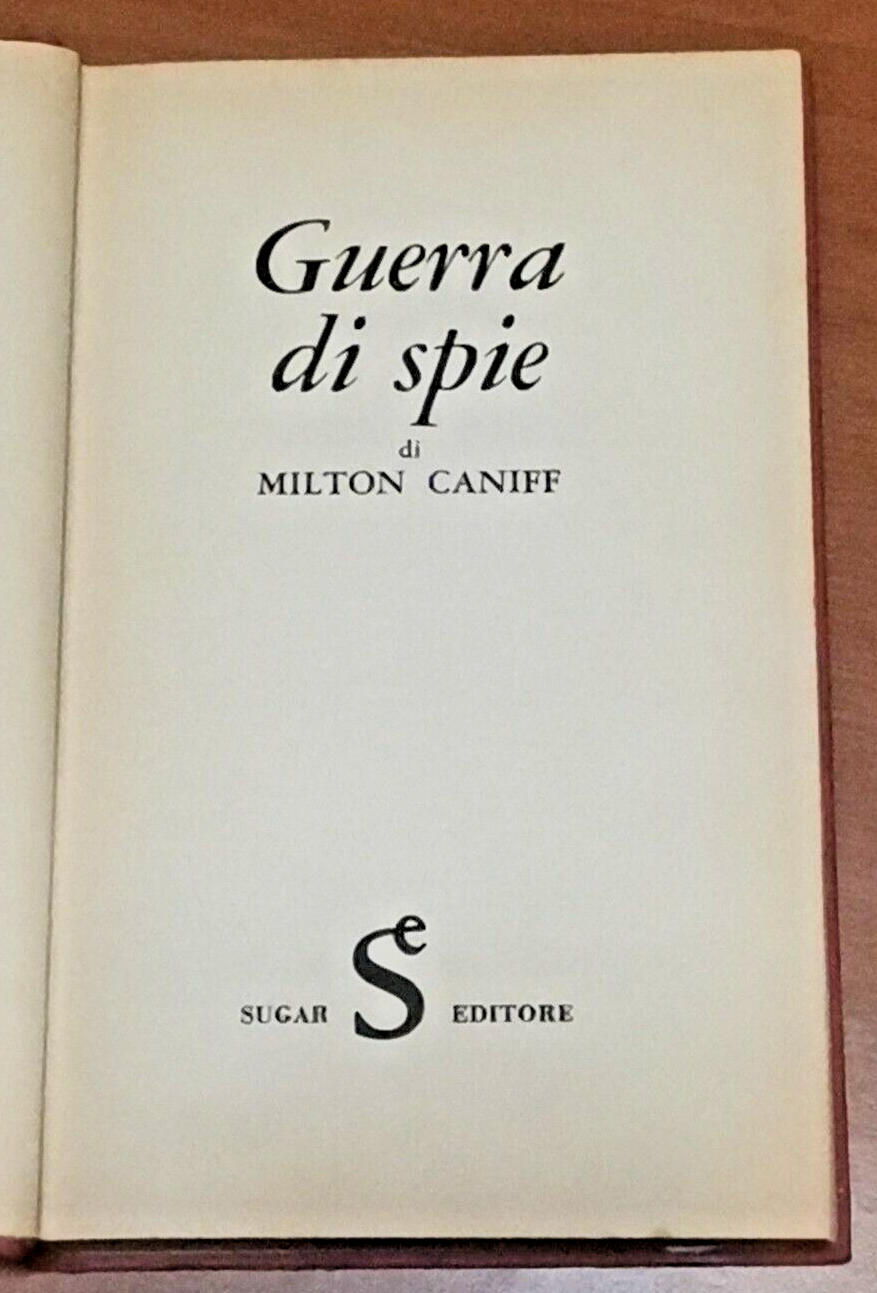 Guerra
di spie
di
MILTON CANIFF
Se
SUGAR EDITORE